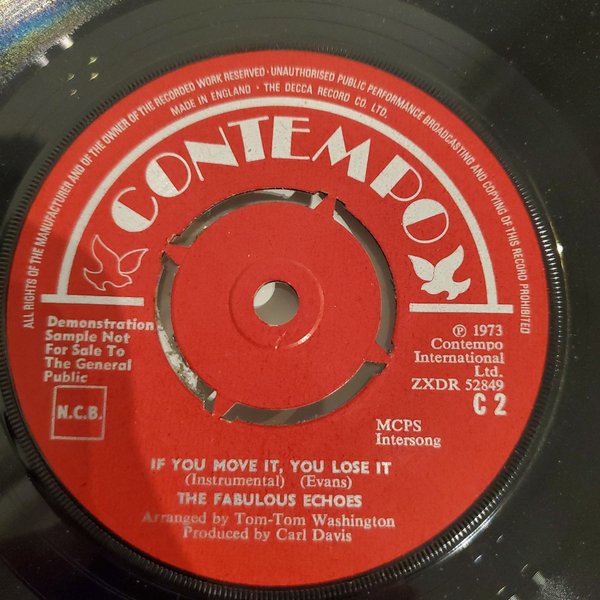 ALL RIGHTS OF THE MANUFACTURER AND OF THE OWNER OF THE RECORDED WORK RESERVED · UNAUTHORISED PUBLIC PERFORMANCE BROADCASTING AND COPYING OF THIS RECORD PROHIBITED
MADE IN ENGLAND · THE DECCA RECORD CO. LTD.
CONTEMPO
Demonstration
Sample Not
For Sale To
The General
Public
N.C.B.
℗ 1973
Contempo
International
Ltd.
ZXDR 52849
C 2
MCPS
Intersong
IF YOU MOVE IT, YOU LOSE IT
(Instrumental) (Evans)
THE FABULOUS ECHOES
Arranged by Tom-Tom Washington
Produced by Carl Davis